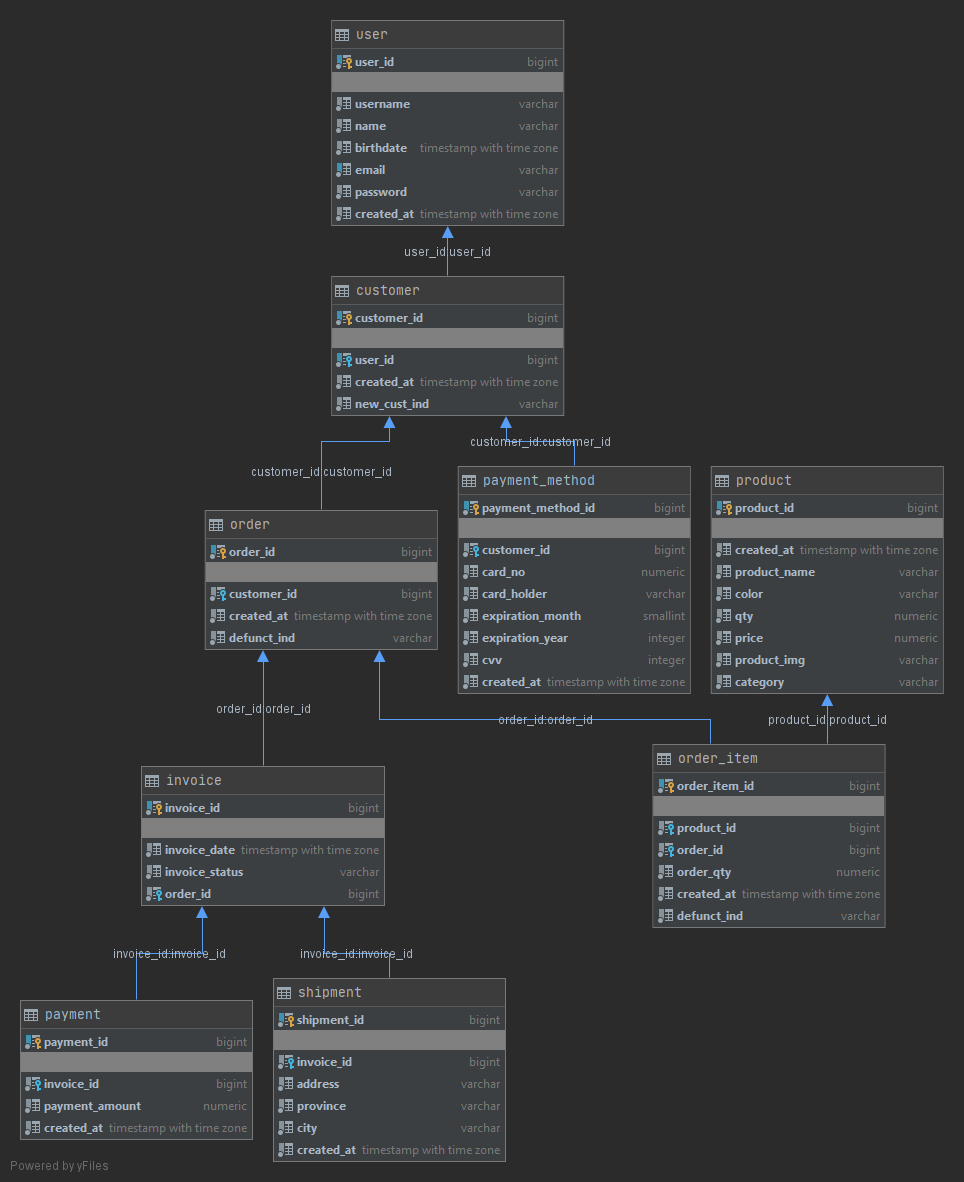 user
user_id bigint
username varchar
name varchar
birthdate timestamp with time zone
email varchar
password varchar
created_at timestamp with time zone
user_id:user_id
customer
customer_id bigint
user_id bigint
created_at timestamp with time zone
new_cust_ind varchar
customer_id:customer_id
customer_id:customer_id
order
order_id bigint
customer_id bigint
created_at timestamp with time zone
defunct_ind varchar
payment_method
payment_method_id bigint
customer_id bigint
card_no numeric
card_holder varchar
expiration_month smallint
expiration_year integer
cvv integer
created_at timestamp with time zone
product
product_id bigint
created_at timestamp with time zone
product_name varchar
color varchar
qty numeric
price numeric
product_img varchar
category varchar
order_id:order_id
order_id:order_id
product_id:product_id
invoice
invoice_id bigint
invoice_date timestamp with time zone
invoice_status varchar
order_id bigint
order_item
order_item_id bigint
product_id bigint
order_id bigint
order_qty numeric
created_at timestamp with time zone
defunct_ind varchar
invoice_id:invoice_id
invoice_id:invoice_id
payment
payment_id bigint
invoice_id bigint
payment_amount numeric
created_at timestamp with time zone
shipment
shipment_id bigint
invoice_id bigint
address varchar
province varchar
city varchar
created_at timestamp with time zone
Powered by yFiles